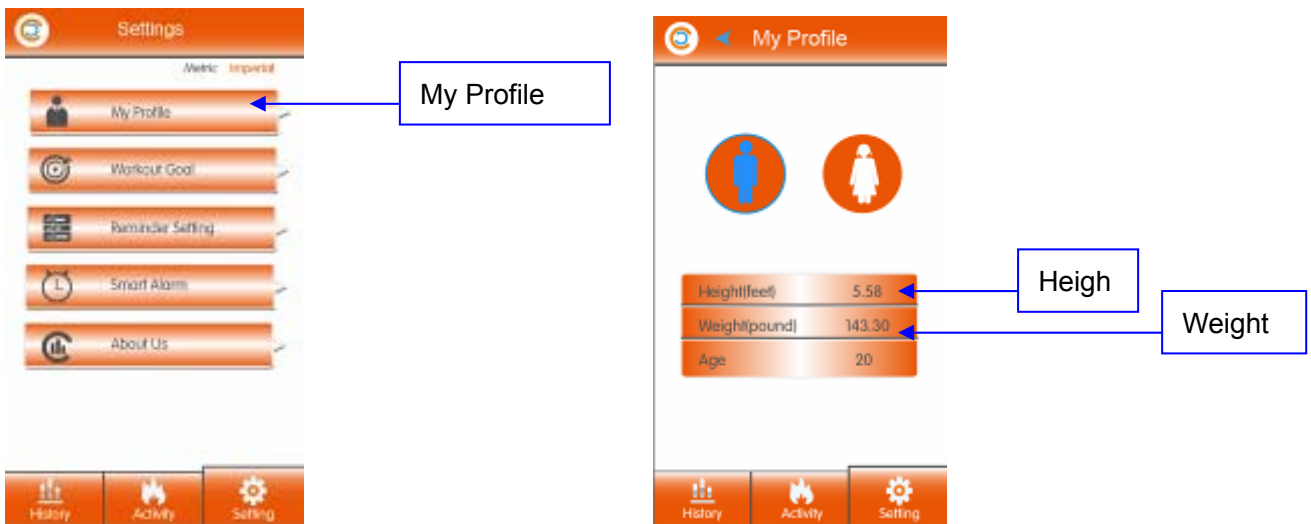 Settings
Metric Imperial
My Profile
Workout Goal
Reminder Setting
Smart Alarm
About Us
History Activity Setting
My Profile
My Profile
Height(feet) 5.58
Weight(pound) 143.30
Age 20
History Activity Setting
Heigh
Weight